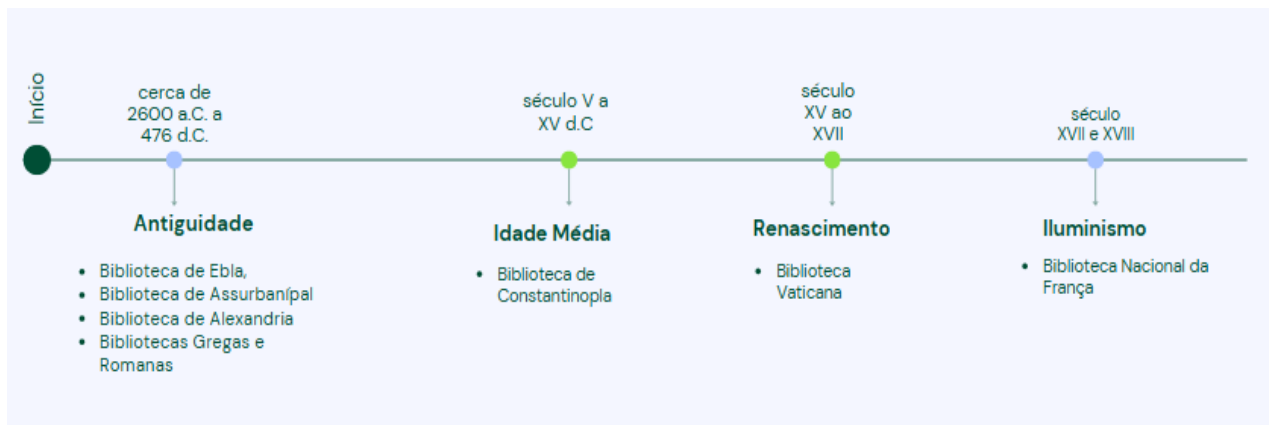 Início
cerca de
2600 a.C. a
476 d.C.
Antiguidade
• Biblioteca de Ebla,
• Biblioteca de Assurbanípal
• Biblioteca de Alexandria
• Bibliotecas Gregas e
Romanas
século V a
XV d.C
Idade Média
• Biblioteca de
Constantinopla
século
XV ao
XVII
Renascimento
• Biblioteca
Vaticana
século
XVII e XVIII
Iluminismo
• Biblioteca Nacional da
França